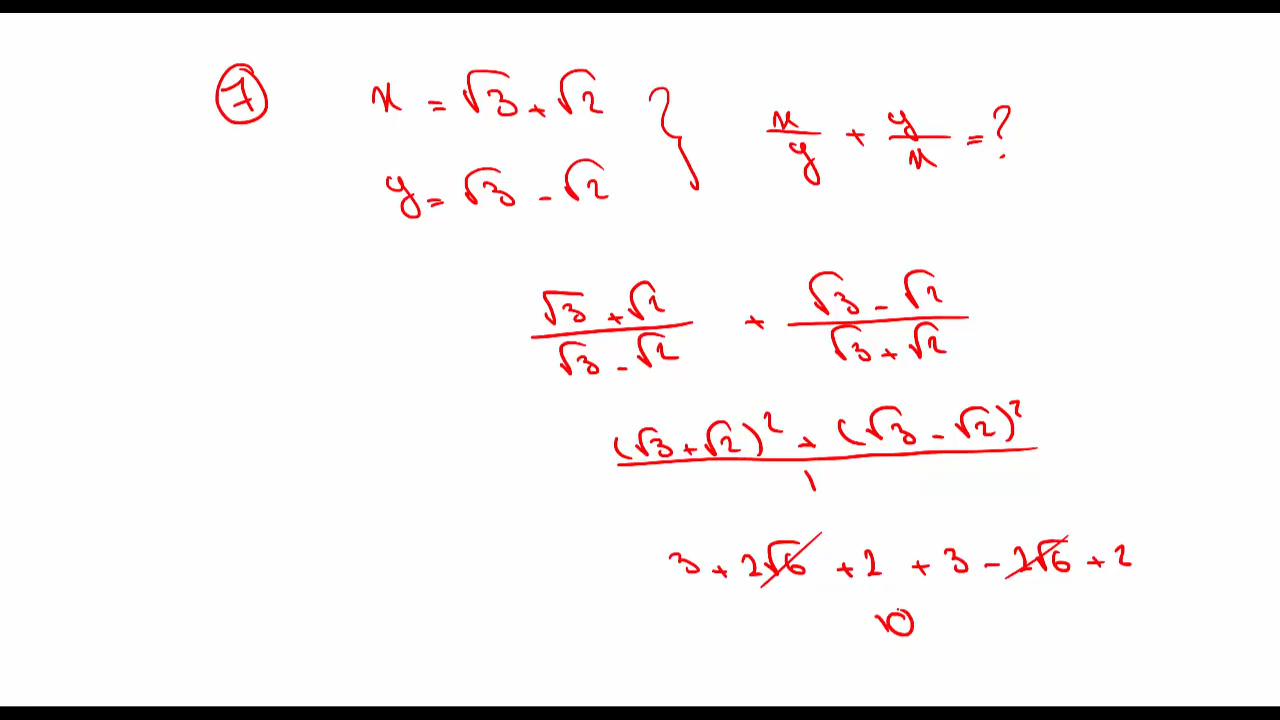 ⑦ x = √3 + √2 } x/y + y/x = ?
y = √3 - √2
(√3 + √2)/(√3 - √2) + (√3 - √2)/(√3 + √2)
((√3 + √2)² + (√3 - √2)²)/1
3 + 2√6 + 2 + 3 - 2√6 + 2
10